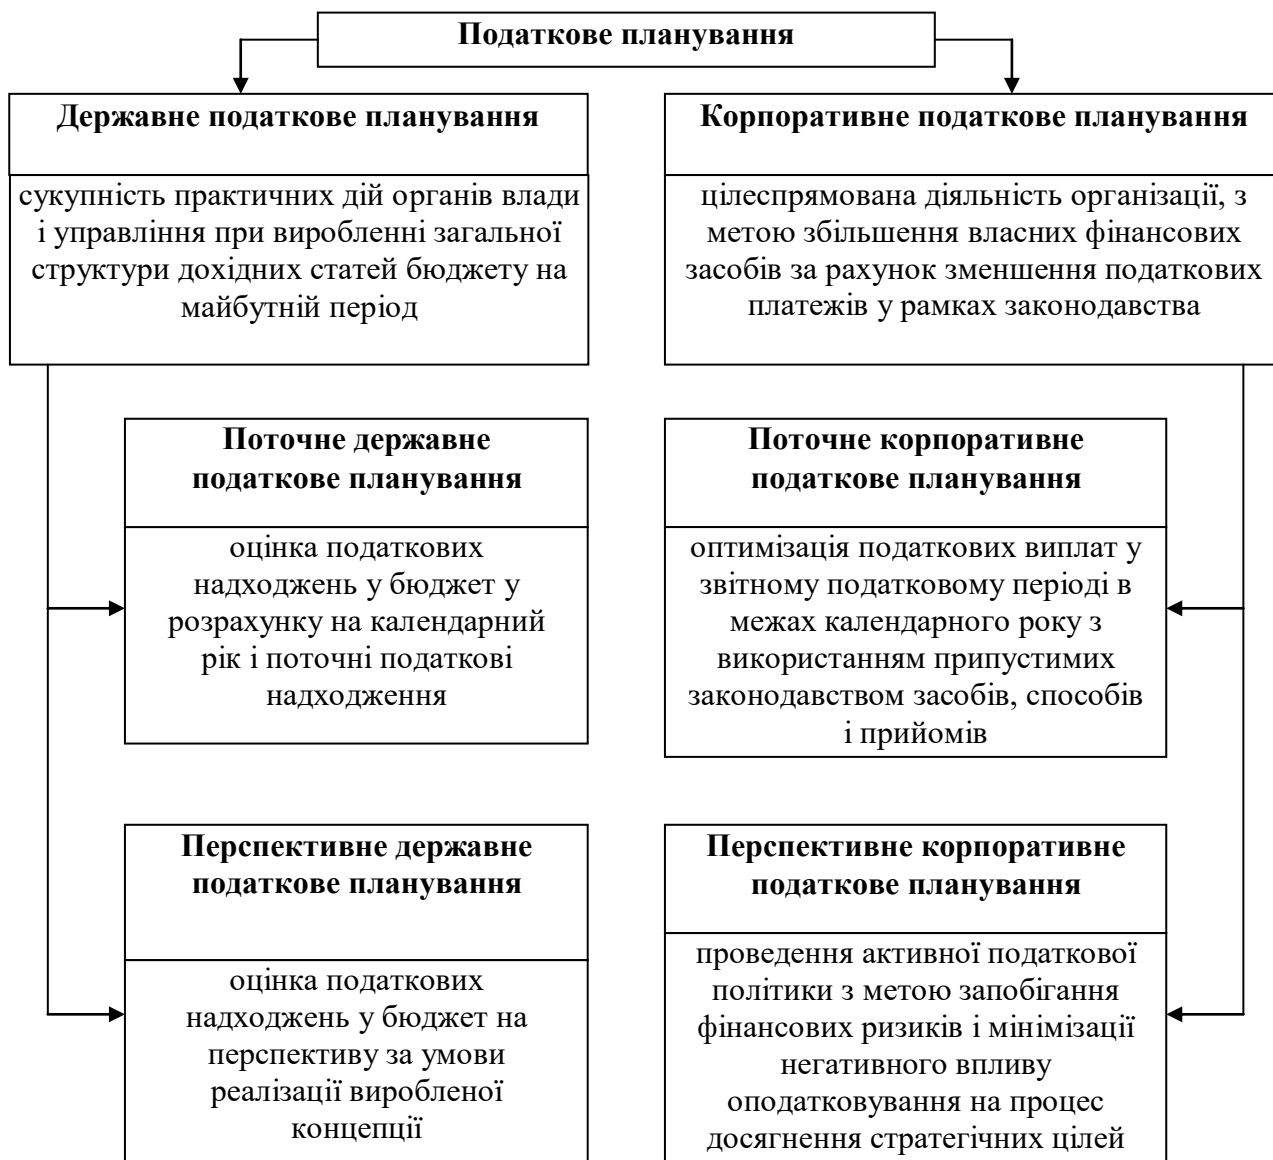 Податкове планування
Державне податкове планування
сукупність практичних дій органів влади
і управління при виробленні загальної
структури дохідних статей бюджету на
майбутній період
Корпоративне податкове планування
цілеспрямована діяльність організації, з
метою збільшення власних фінансових
засобів за рахунок зменшення податкових
платежів у рамках законодавства
Поточне державне
податкове планування
оцінка податкових
надходжень у бюджет у
розрахунку на календарний
рік і поточні податкові
надходження
Поточне корпоративне
податкове планування
оптимізація податкових виплат у
звітному податковому періоді в
межах календарного року з
використанням припустимих
законодавством засобів, способів
і прийомів
Перспективне державне
податкове планування
оцінка податкових
надходжень у бюджет на
перспективу за умови
реалізації виробленої
концепції
Перспективне корпоративне
податкове планування
проведення активної податкової
політики з метою запобігання
фінансових ризиків і мінімізації
негативного впливу
оподатковування на процес
досягнення стратегічних цілей